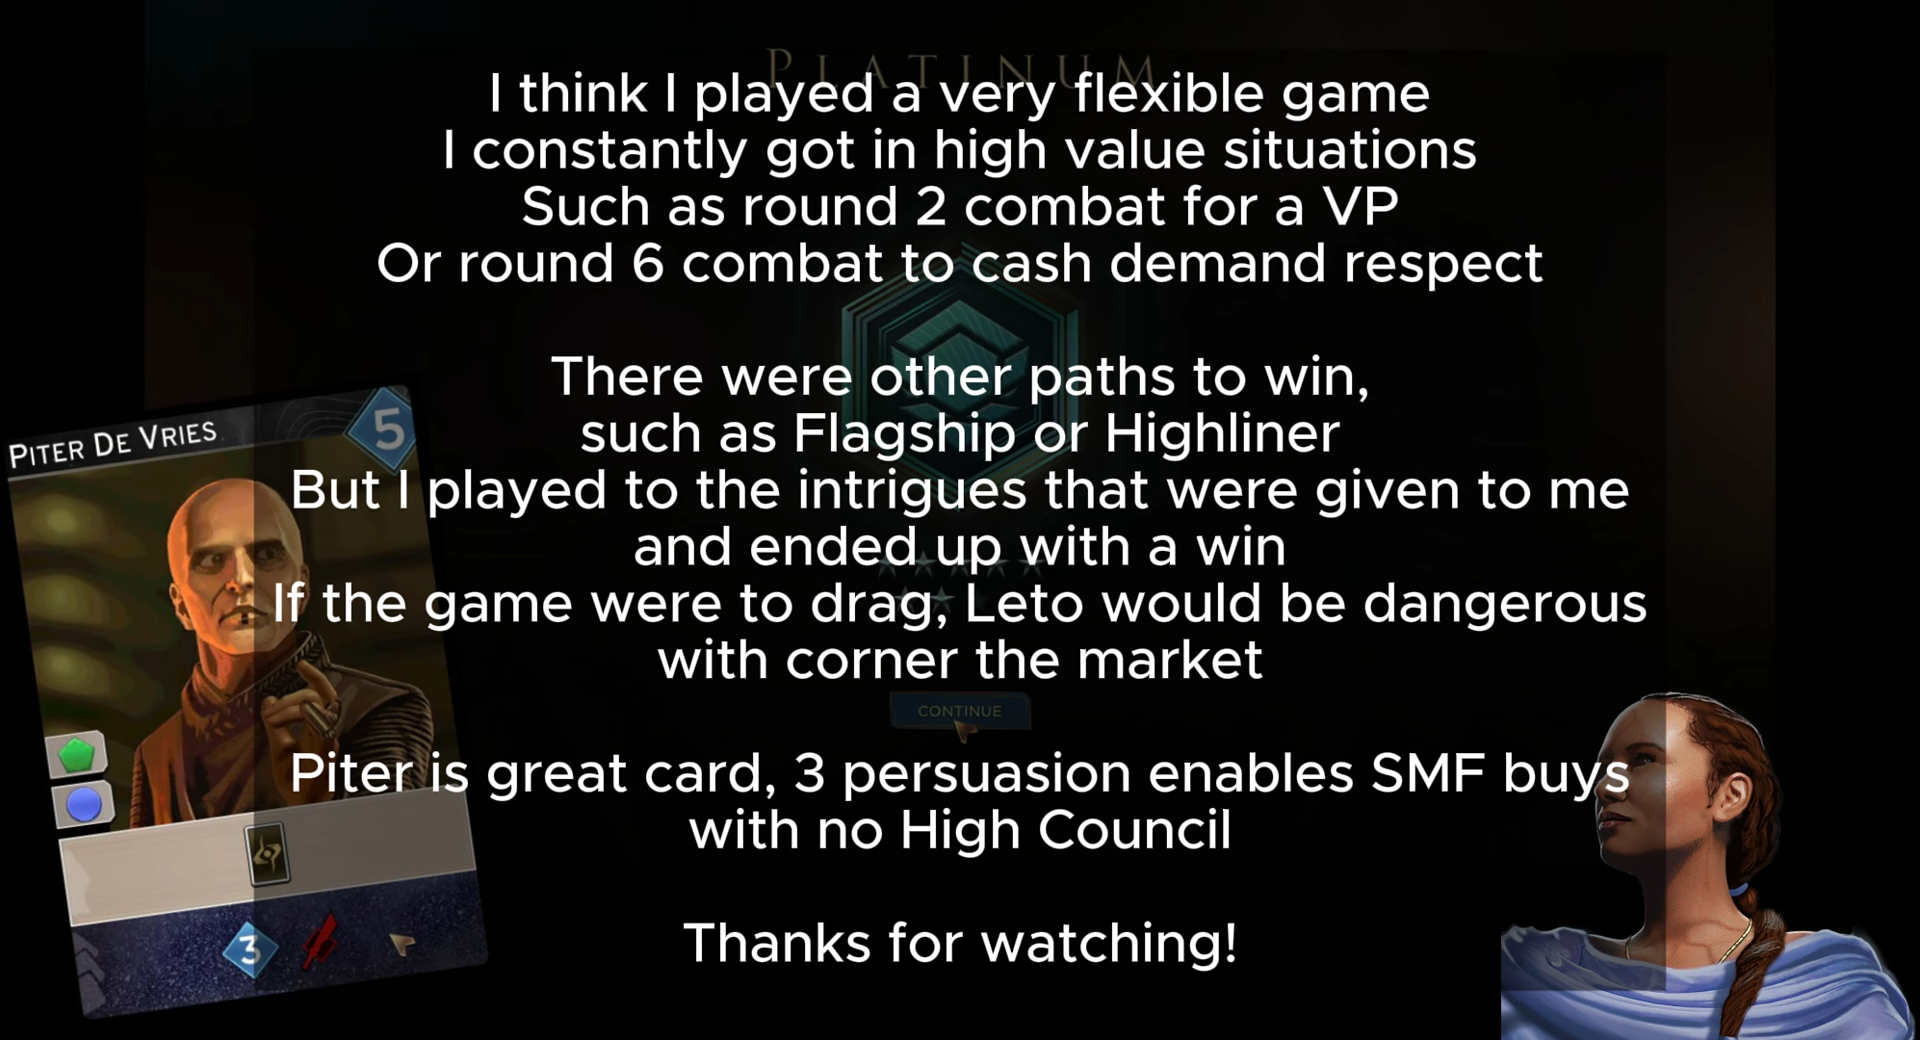 PLATINUM
I think I played a very flexible game
I constantly got in high value situations
Such as round 2 combat for a VP
Or round 6 combat to cash demand respect
There were other paths to win,
such as Flagship or Highliner
But I played to the intrigues that were given to me
and ended up with a win
If the game were to drag, Leto would be dangerous
with corner the market
CONTINUE
Piter is great card, 3 persuasion enables SMF buys
with no High Council
Thanks for watching!
PITER DE VRIES
5
3